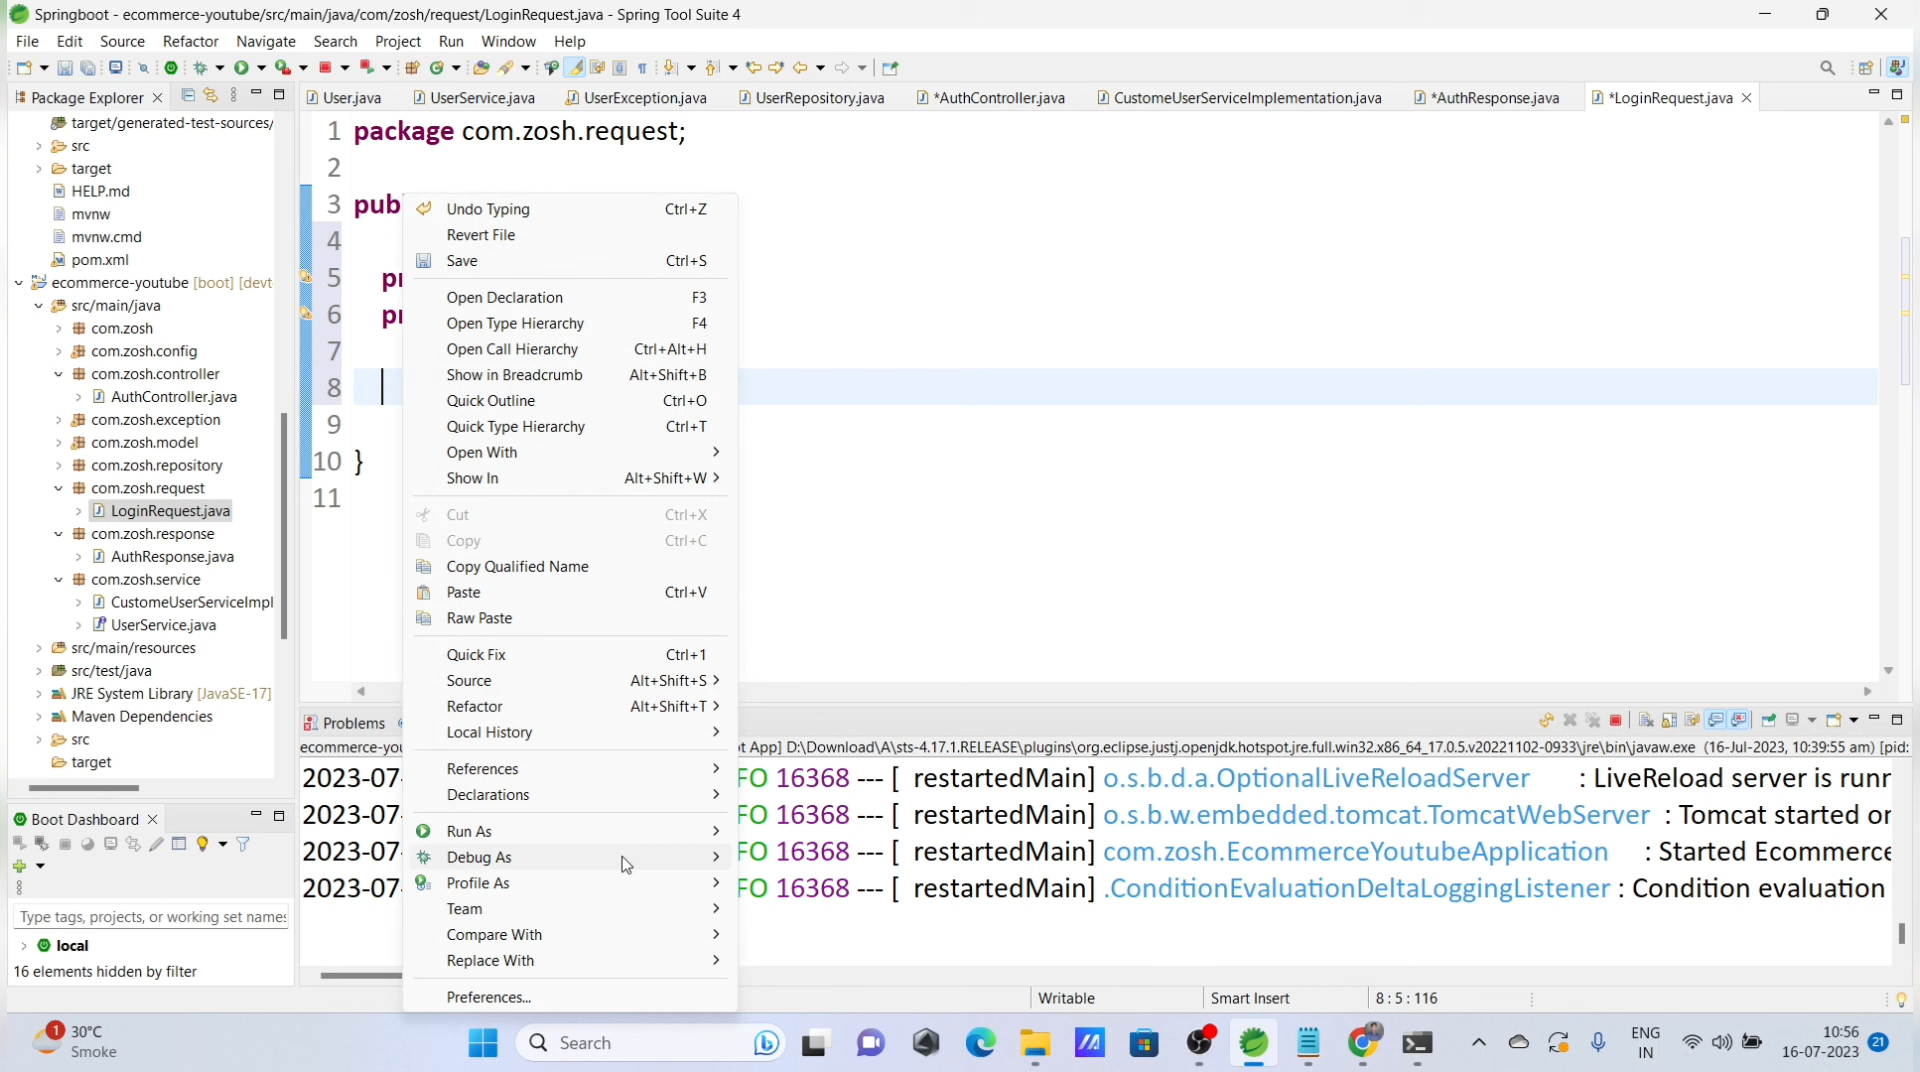 Springboot - ecommerce-youtube/src/main/java/com/zosh/request/LoginRequest.java - Spring Tool Suite 4
File Edit Source Refactor Navigate Search Project Run Window Help
Package Explorer
User.java UserService.java UserException.java UserRepository.java *AuthController.java CustomeUserServiceImplementation.java *AuthResponse.java *LoginRequest.java
target/generated-test-sources/
src
target
HELP.md
mvnw
mvnw.cmd
pom.xml
ecommerce-youtube [boot] [devt
src/main/java
com.zosh
com.zosh.config
com.zosh.controller
AuthController.java
com.zosh.exception
com.zosh.model
com.zosh.repository
com.zosh.request
LoginRequest.java
com.zosh.response
AuthResponse.java
com.zosh.service
CustomeUserServiceImpl
UserService.java
src/main/resources
src/test/java
JRE System Library [JavaSE-17]
Maven Dependencies
src
target
Boot Dashboard
Type tags, projects, or working set names
local
16 elements hidden by filter
1 package com.zosh.request;
2
3 pub
4
5 pr
6 pr
7
8
9
10 }
11
Undo Typing Ctrl+Z
Revert File
Save Ctrl+S
Open Declaration F3
Open Type Hierarchy F4
Open Call Hierarchy Ctrl+Alt+H
Show in Breadcrumb Alt+Shift+B
Quick Outline Ctrl+O
Quick Type Hierarchy Ctrl+T
Open With
Show In Alt+Shift+W
Cut Ctrl+X
Copy Ctrl+C
Copy Qualified Name
Paste Ctrl+V
Raw Paste
Quick Fix Ctrl+1
Source Alt+Shift+S
Refactor Alt+Shift+T
Local History
References
Declarations
Run As
Debug As
Profile As
Team
Compare With
Replace With
Preferences...
Problems
ecommerce-you t App] D:\Download\A\sts-4.17.1.RELEASE\plugins\org.eclipse.justj.openjdk.hotspot.jre.full.win32.x86_64_17.0.5.v20221102-0933\jre\bin\javaw.exe (16-Jul-2023, 10:39:55 am) [pid:
2023-07- FO 16368 --- [ restartedMain] o.s.b.d.a.OptionalLiveReloadServer : LiveReload server is runn
2023-07- FO 16368 --- [ restartedMain] o.s.b.w.embedded.tomcat.TomcatWebServer : Tomcat started or
2023-07- FO 16368 --- [ restartedMain] com.zosh.EcommerceYoutubeApplication : Started Ecommerce
2023-07- FO 16368 --- [ restartedMain] .ConditionEvaluationDeltaLoggingListener : Condition evaluation
Writable Smart Insert 8 : 5 : 116
1 30°C
Smoke
Search
ENG
IN
10:56
16-07-2023
21